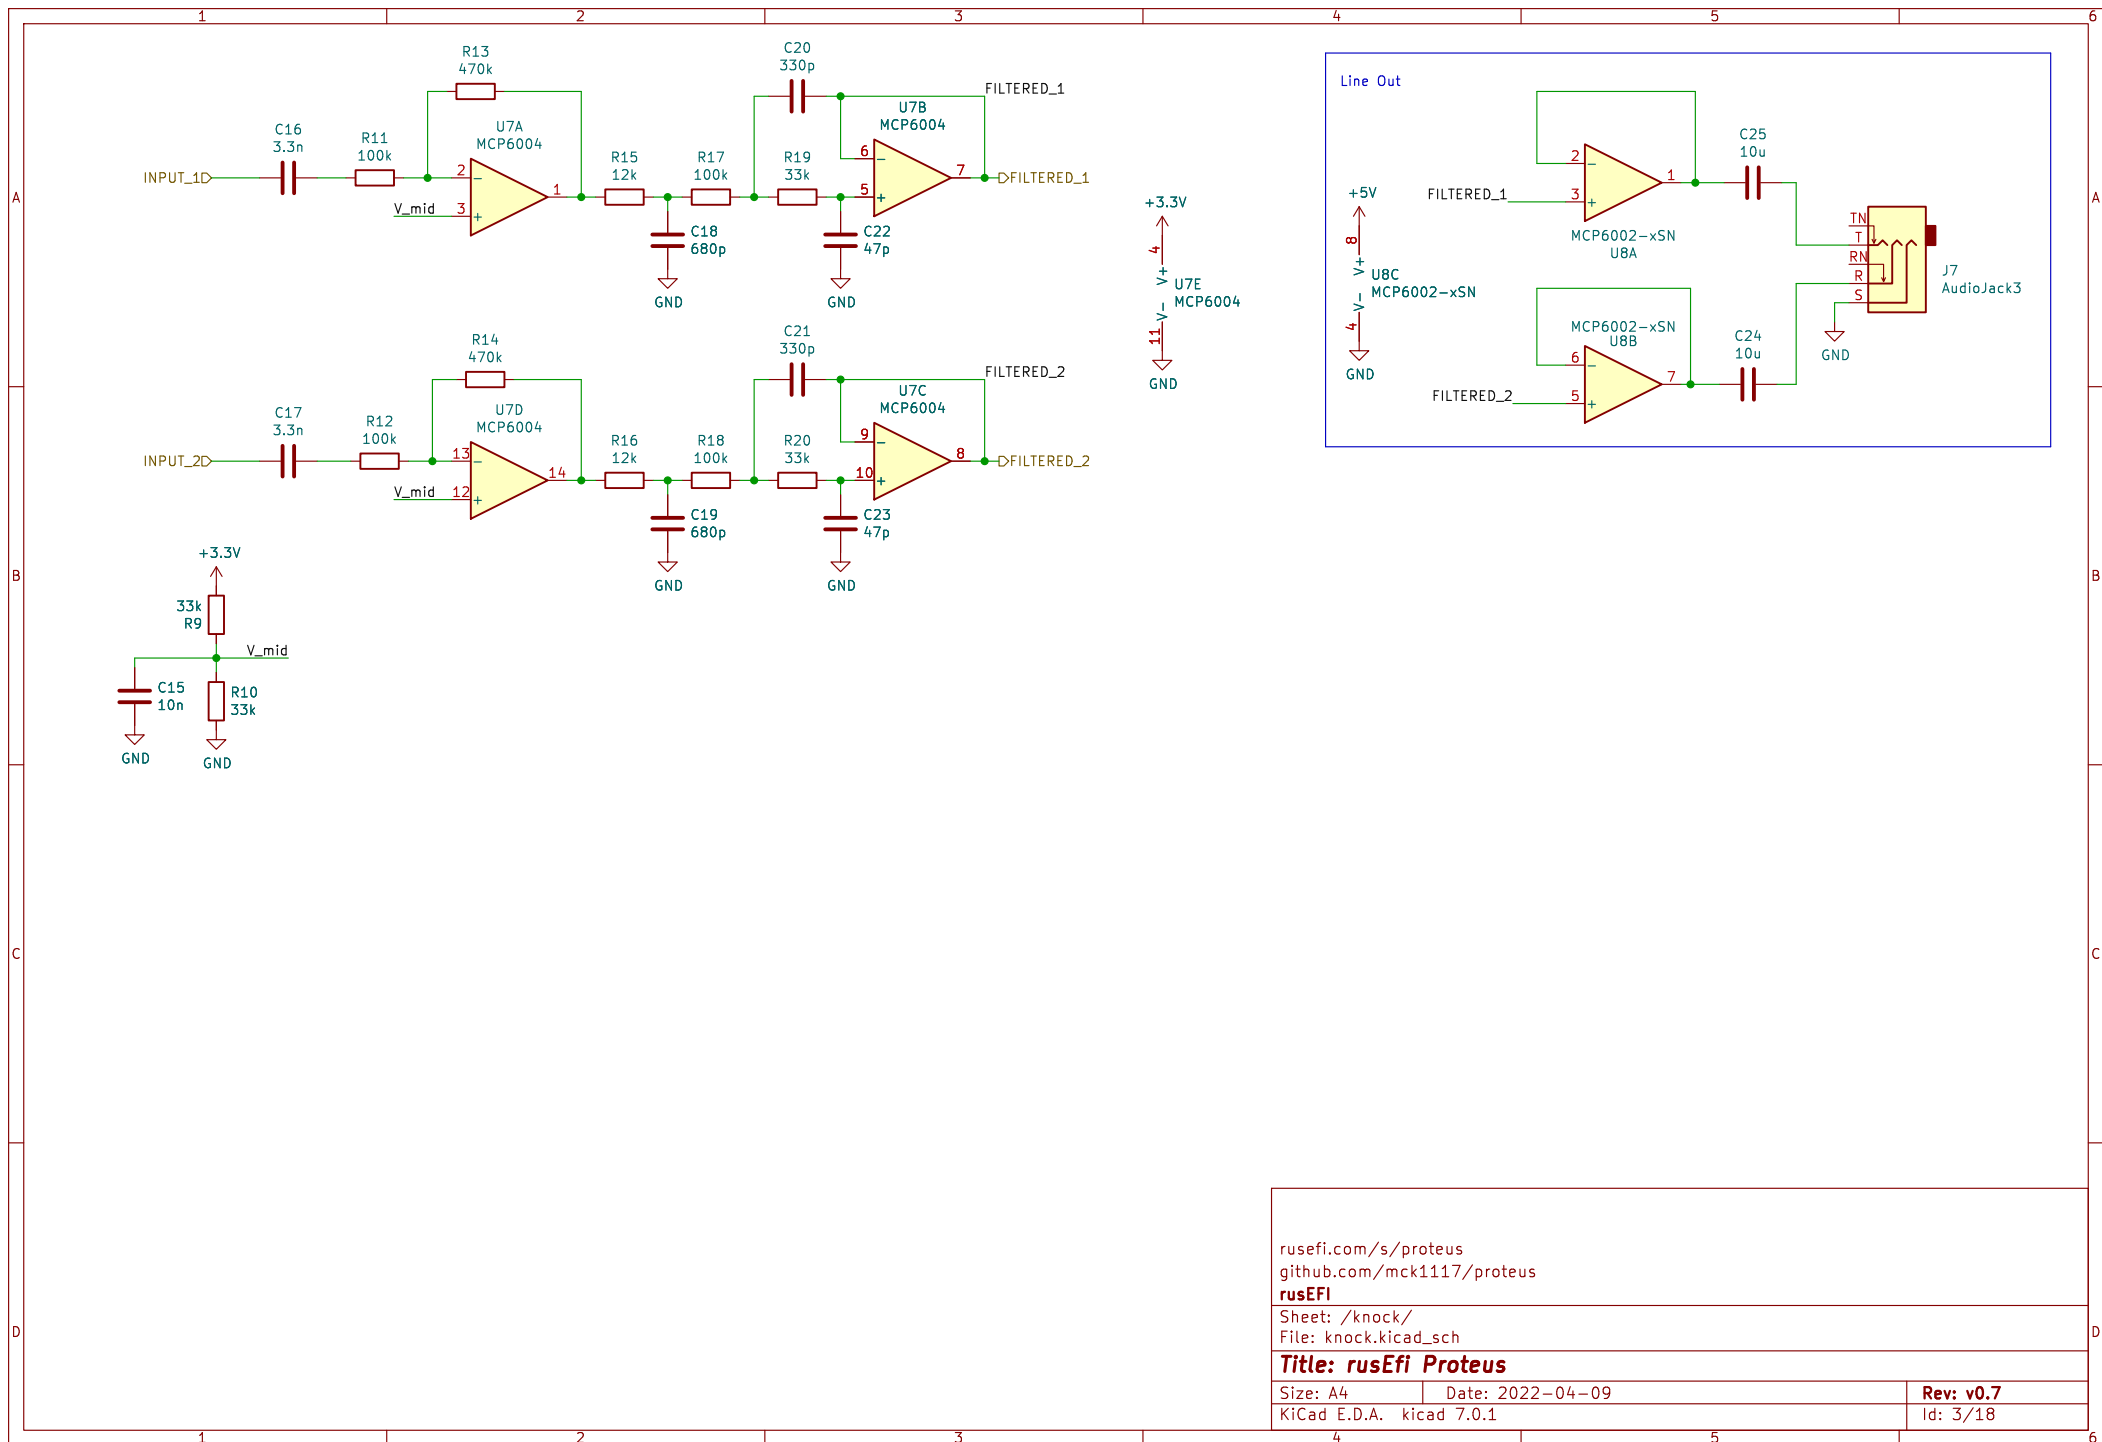 1 2 3 4 5 6
A
B
C
D
R13
470k
C16
3.3n
R11
100k
U7A
MCP6004
INPUT_1
2
3
1
V_mid
R15
12k
R17
100k
R19
33k
C18
680p
GND
C20
330p
U7B
MCP6004
FILTERED_1
6
5
7
FILTERED_1
C22
47p
GND
+3.3V
4
V+
V-
11
U7E
MCP6004
GND
R14
470k
C17
3.3n
R12
100k
U7D
MCP6004
INPUT_2
13
12
14
V_mid
R16
12k
R18
100k
R20
33k
C19
680p
GND
C21
330p
U7C
MCP6004
FILTERED_2
9
10
8
FILTERED_2
C23
47p
GND
+3.3V
33k
R9
V_mid
C15
10n
GND
R10
33k
GND
Line Out
+5V
8
V+
V-
4
U8C
MCP6002-xSN
GND
FILTERED_1
2
3
1
MCP6002-xSN
U8A
C25
10u
MCP6002-xSN
U8B
FILTERED_2
6
5
7
C24
10u
TN
T
RN
R
S
J7
AudioJack3
GND
A
B
C
D
rusefi.com/s/proteus
github.com/mck1117/proteus
rusEFI
Sheet: /knock/
File: knock.kicad_sch
Title: rusEfi Proteus
Size: A4 Date: 2022-04-09 Rev: v0.7
KiCad E.D.A. kicad 7.0.1 Id: 3/18
1 2 3 4 5 6